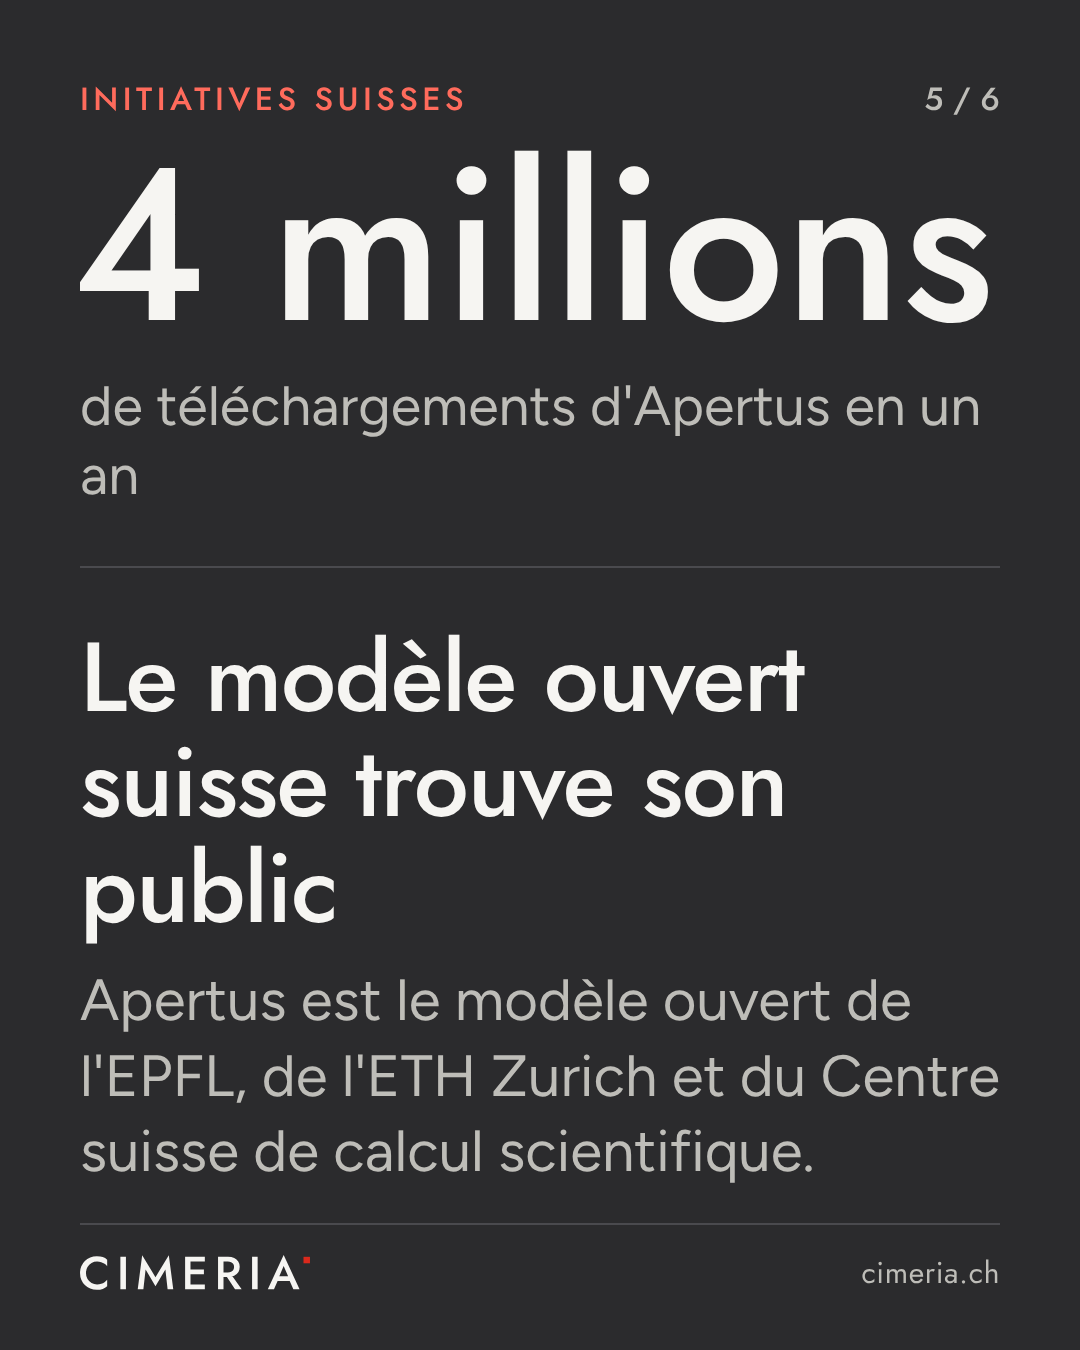 INITIATIVES SUISSES
5 / 6
4 millions
de téléchargements d'Apertus en un
an
Le modèle ouvert
suisse trouve son
public
Apertus est le modèle ouvert de
l'EPFL, de l'ETH Zurich et du Centre
suisse de calcul scientifique.
CIMERIA
cimeria.ch